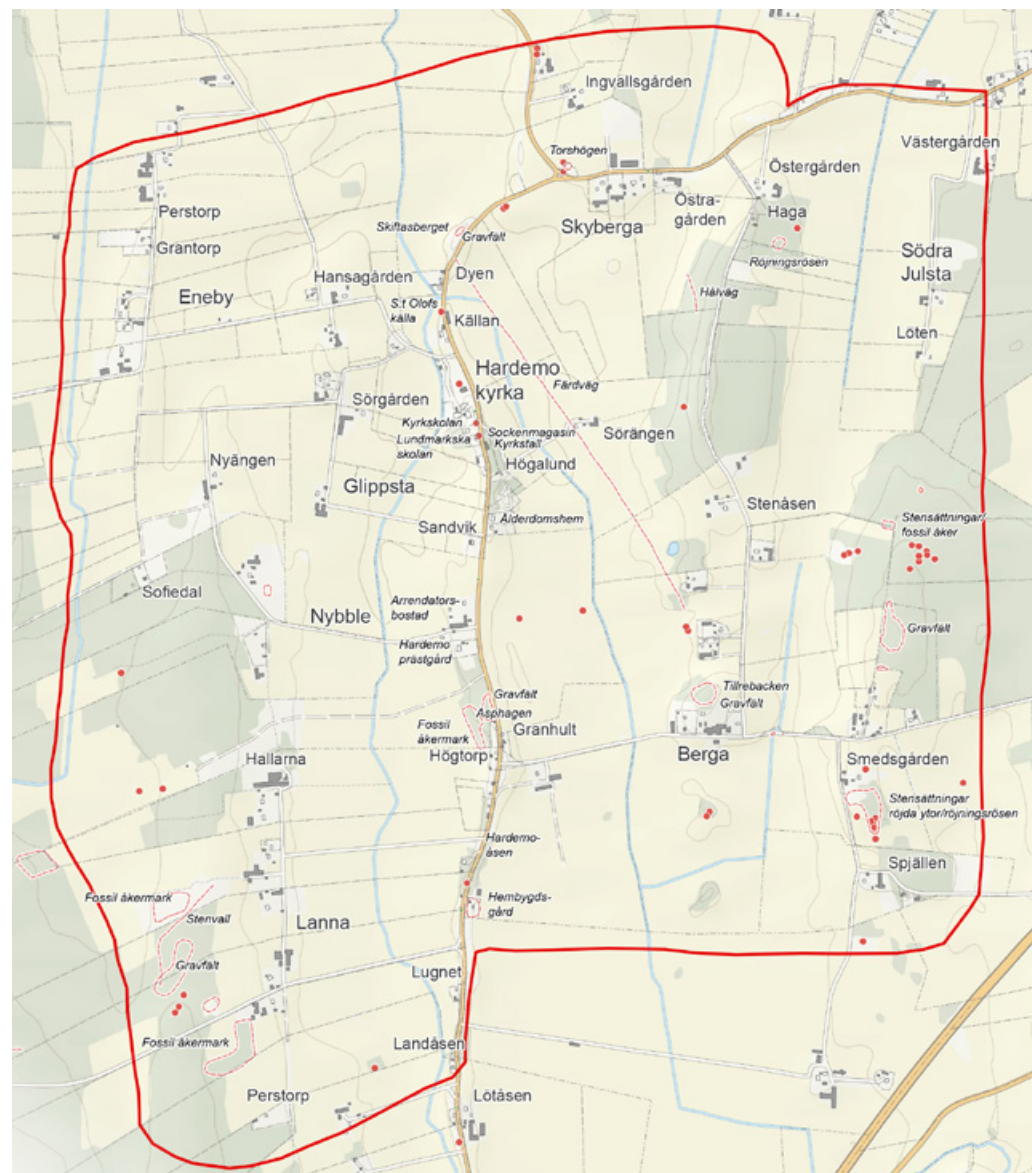 Ingvallsgården
Västergården
Torshögen
Östergården
Perstorp
Östra-
gården
Haga
Skiftasberget
Gravfält
Skyberga
Grantorp
Röjningsrösen
Södra
Julsta
Hansagården
Dyen
Eneby
Hålväg
S:t Olofs
källa
Källan
Löten
Hardemo
kyrka
Färdväg
Sörgården
Kyrkskolan
Lundmarkska
skolan
Sockenmagasin
Kyrkstall
Sörängen
Högalund
Nyängen
Glippsta
Stenåsen
Sandvik
Ålderdomshem
Stensättningar/
fossil åker
Sofiedal
Arrendators-
bostad
Nybble
Gravfält
Hardemo
prästgård
Tillrebacken
Gravfält
Gravfält
Asphagen
Fossil
åkermark
Granhult
Högtorp
Berga
Hallarna
Smedsgården
Stensättningar
röjda ytor/röjningsrösen
Hardemo-
åsen
Spjällen
Fossil åkermark
Hembygds-
gård
Stenvall
Lanna
Gravfält
Lugnet
Fossil åkermark
Landåsen
Perstorp
Lötåsen